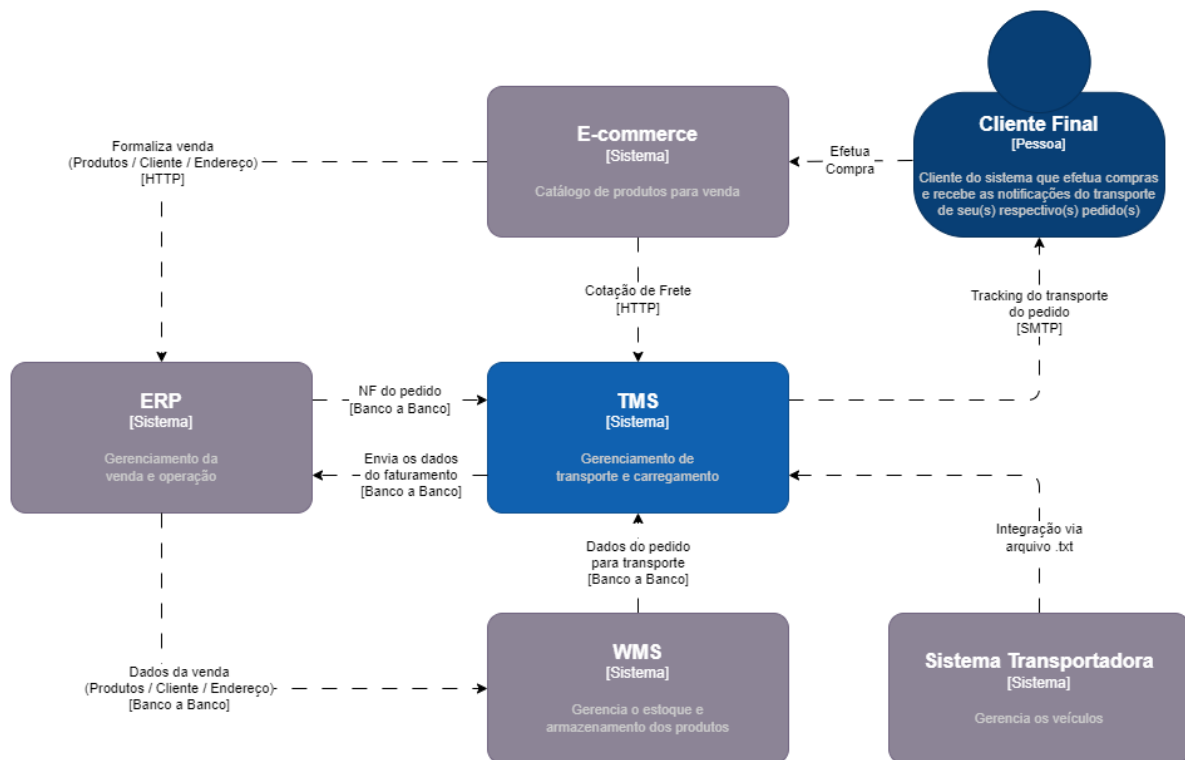 Cliente Final
[Pessoa]
Cliente do sistema que efetua compras
e recebe as notificações do transporte
de seu(s) respectivo(s) pedido(s)
Efetua
Compra
E-commerce
[Sistema]
Catálogo de produtos para venda
Formaliza venda
(Produtos / Cliente / Endereço)
[HTTP]
Cotação de Frete
[HTTP]
Tracking do transporte
do pedido
[SMTP]
ERP
[Sistema]
Gerenciamento da
venda e operação
NF do pedido
[Banco a Banco]
Envia os dados
do faturamento
[Banco a Banco]
TMS
[Sistema]
Gerenciamento de
transporte e carregamento
Integração via
arquivo .txt
Dados do pedido
para transporte
[Banco a Banco]
Dados da venda
(Produtos / Cliente / Endereço)
[Banco a Banco]
WMS
[Sistema]
Gerencia o estoque e
armazenamento dos produtos
Sistema Transportadora
[Sistema]
Gerencia os veículos